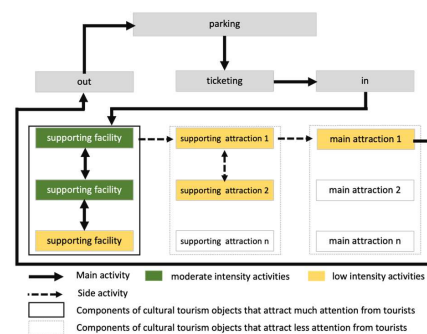 parking
out
ticketing
in
supporting facility
supporting attraction 1
main attraction 1
supporting facility
supporting attraction 2
main attraction 2
supporting facility
supporting attraction n
main attraction n
Main activity
moderate intensity activities
low intensity activities
Side activity
Components of cultural tourism objects that attract much attention from tourists
Components of cultural tourism objects that attract less attention from tourists